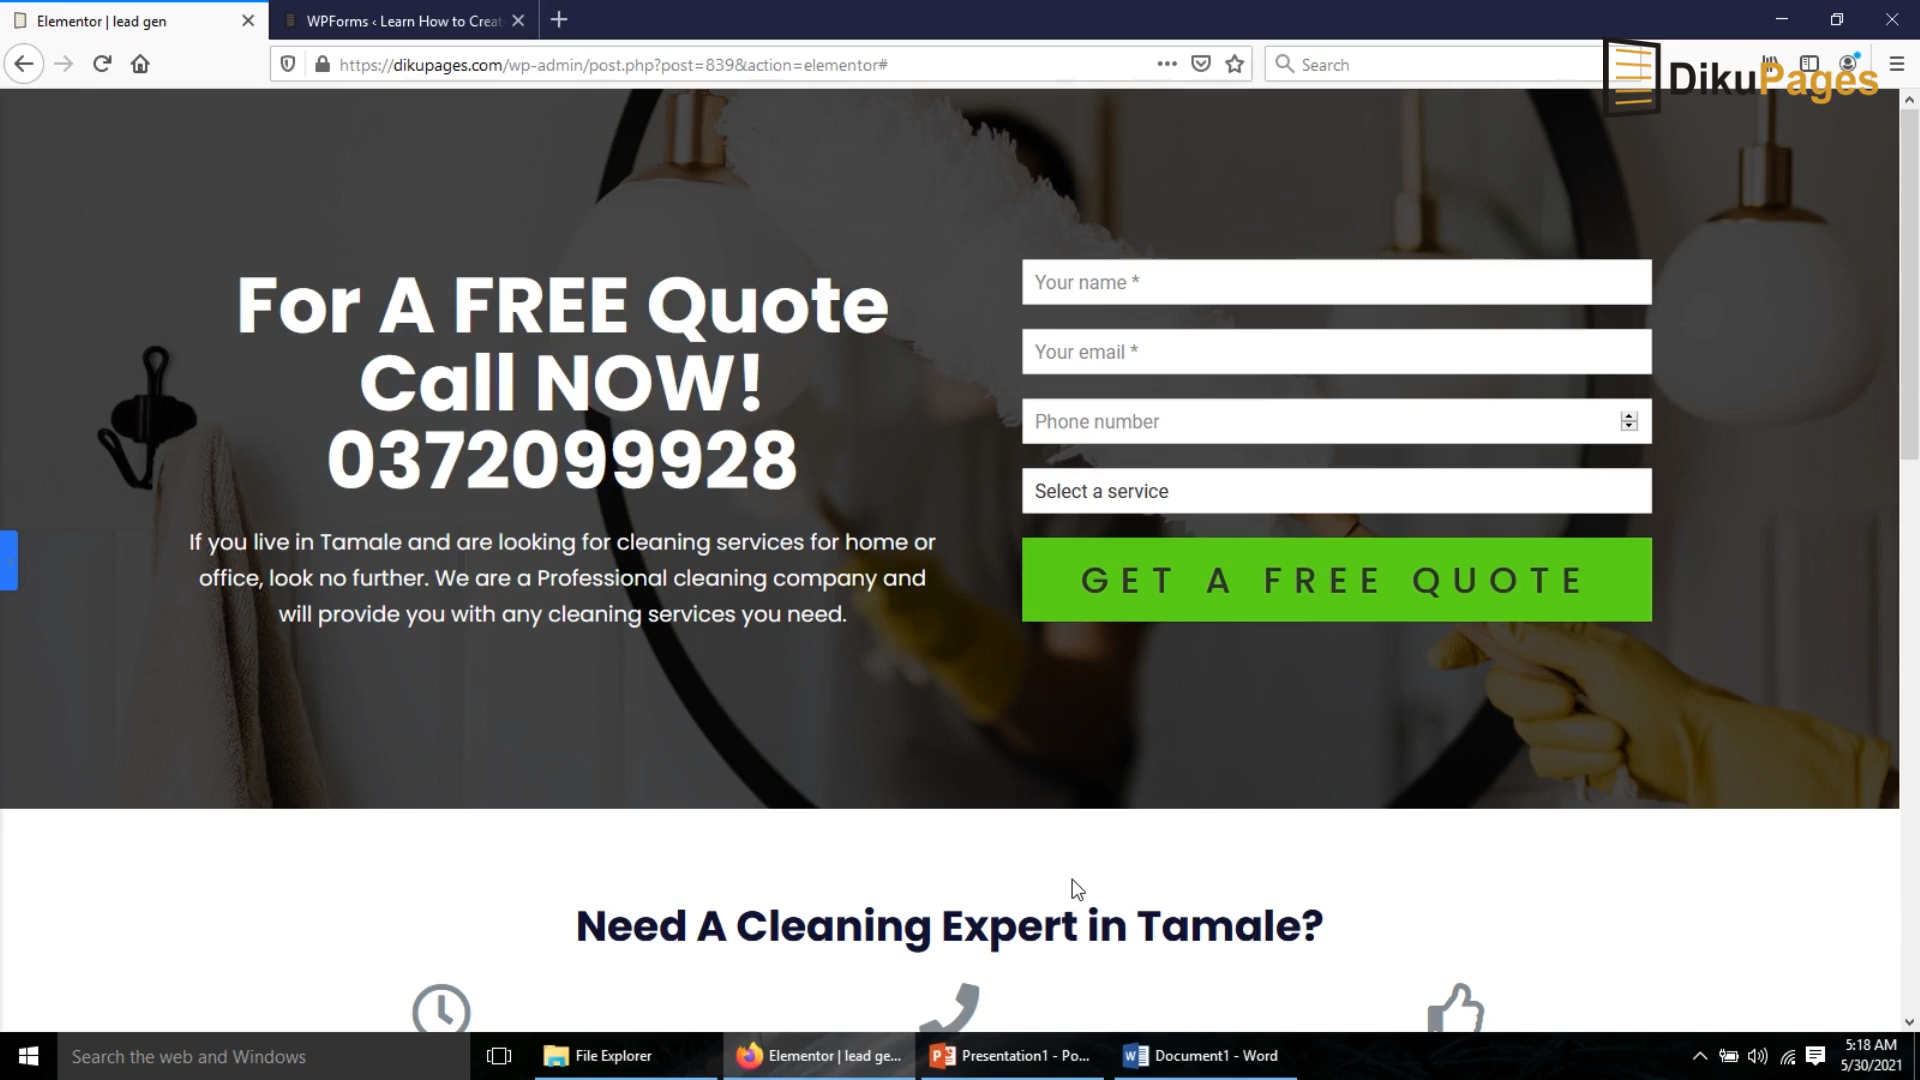 Elementor | lead gen
WPForms ‹ Learn How to Creat
https://dikupages.com/wp-admin/post.php?post=839&action=elementor#
Search
DikuPages
For A FREE Quote
Call NOW!
0372099928
If you live in Tamale and are looking for cleaning services for home or
office, look no further. We are a Professional cleaning company and
will provide you with any cleaning services you need.
Your name *
Your email *
Phone number
Select a service
GET A FREE QUOTE
Need A Cleaning Expert in Tamale?
Search the web and Windows
File Explorer
Elementor | lead ge...
Presentation1 - Po...
Document1 - Word
5:18 AM
5/30/2021